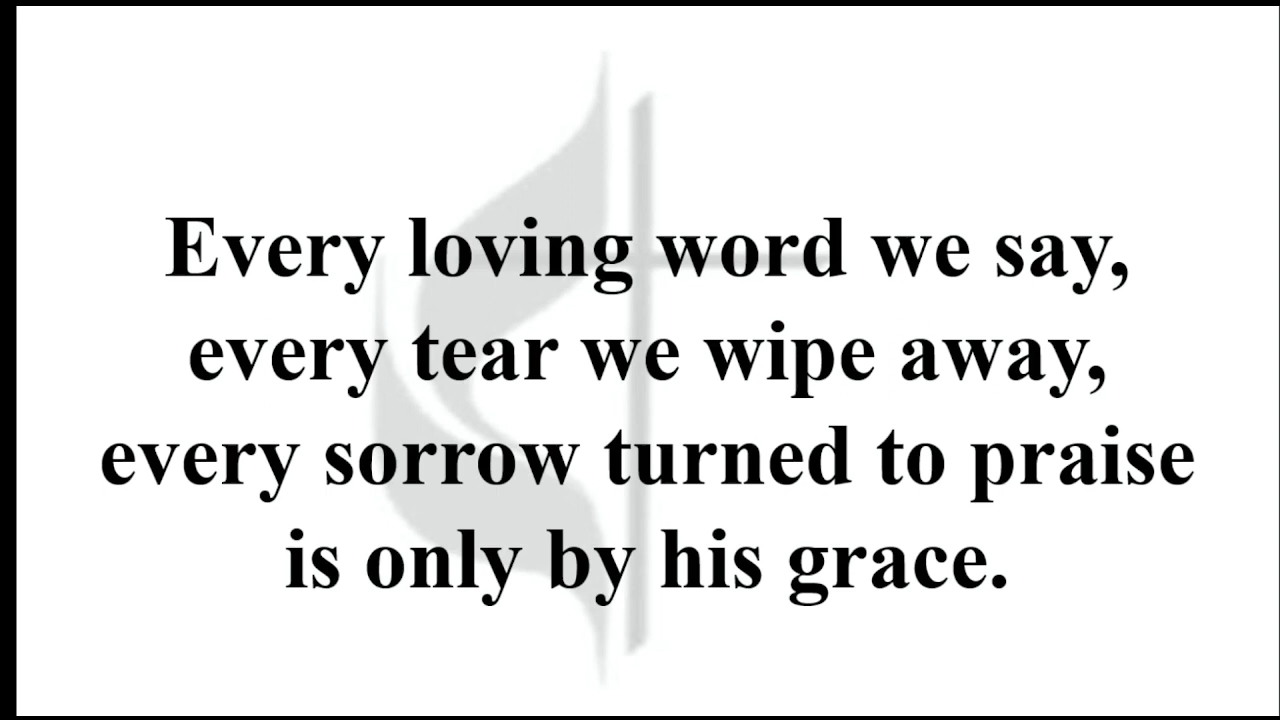 Every loving word we say,
every tear we wipe away,
every sorrow turned to praise
is only by his grace.